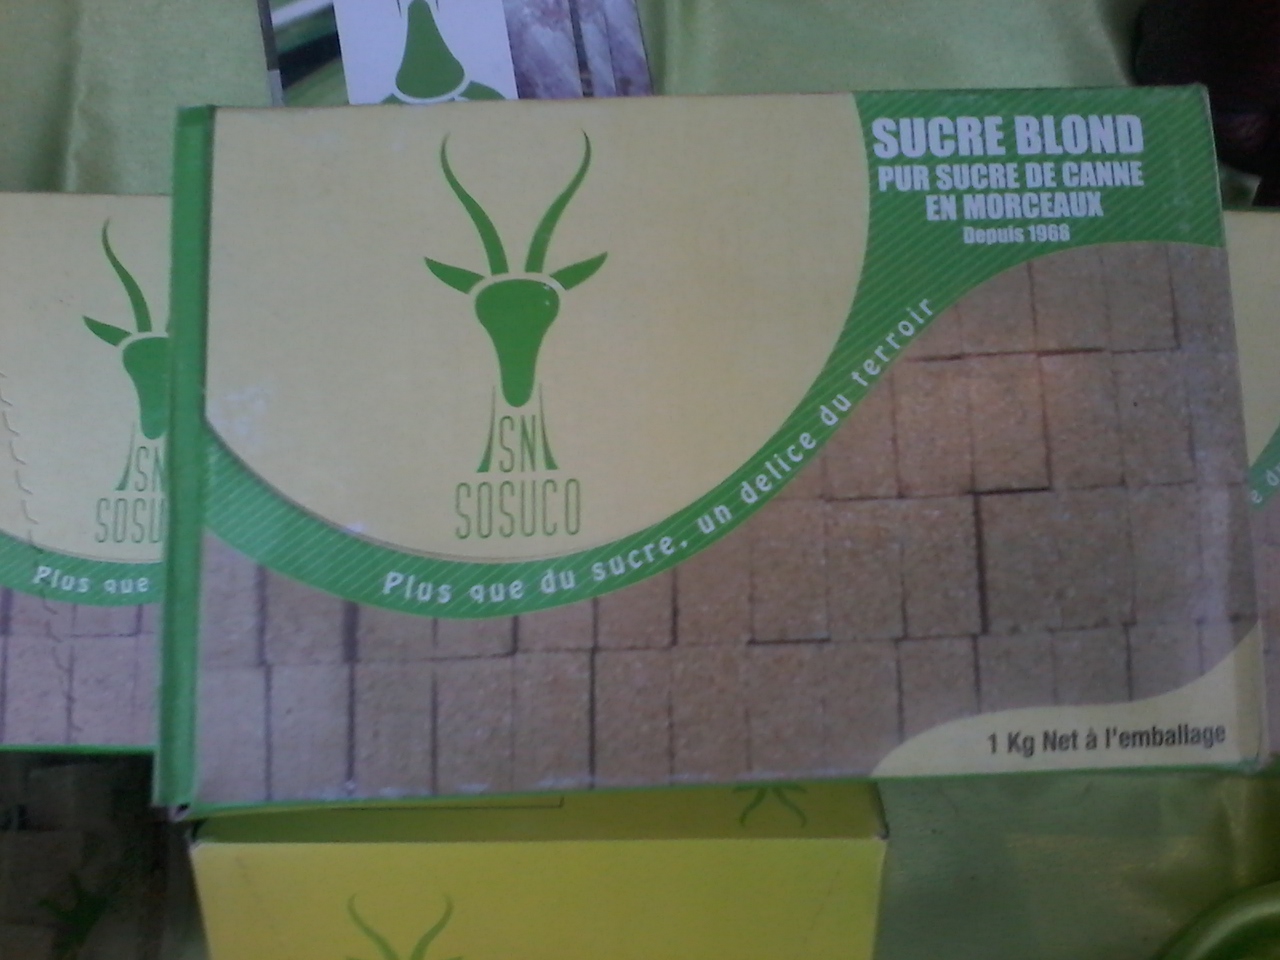 SUCRE BLOND
PUR SUCRE DE CANNE
EN MORCEAUX
Depuis 1968
SN
SOSUCO
Plus que du sucre, un delice du terroir
1 Kg Net à l'emballage
SN
SOSU
Plus que